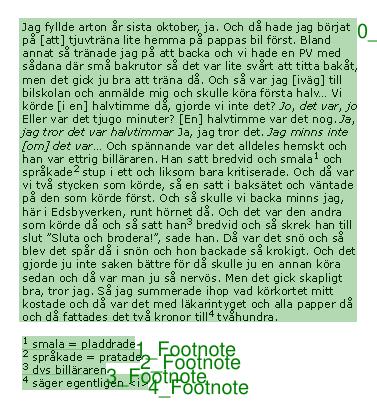 Jag fyllde arton år sista oktober, ja. Och då hade jag börjat
på [att] tjuvträna lite hemma på pappas bil först. Bland
annat så tränade jag på att backa och vi hade en PV med
sådana där små bakrutor så det var lite svårt att titta bakåt,
men det gick ju bra att träna då. Och så var jag [iväg] till
bilskolan och anmälde mig och skulle köra första halv... Vi
körde [i en] halvtimme då, gjorde vi inte det? Jo, det var, jo
Eller var det tjugo minuter? [En] halvtimme var det nog. Ja,
jag tror det var halvtimmar Ja, jag tror det. Jag minns inte
[om] det var... Och spännande var det alldeles hemskt och
han var ettrig billäraren. Han satt bredvid och smala¹ och
språkade² stup i ett och liksom bara kritiserade. Och då var
vi två stycken som körde, så en satt i baksätet och väntade
på den som körde först. Och så skulle vi backa minns jag,
här i Edsbyverken, runt hörnet då. Och det var den andra
som körde då och så satt han³ bredvid och så skrek han till
slut ”Sluta och brodera!”, sade han. Då var det snö och så
blev det spår då i snön och hon backade så krokigt. Och det
gjorde ju inte saken bättre för då skulle ju en annan köra
sedan och då var man ju så nervös. Men det gick skapligt
bra, tror jag. Så jag summerade ihop vad körkortet mitt
kostade och då var det med läkarintyget och alla papper då
och då fattades det två kronor till⁴ tvåhundra.
0_
¹ smala = pladdrade 1_Footnote
² språkade = pratade 2_Footnote
³ dvs billäraren 3_Footnote
⁴ säger egentligen <i> 4_Footnote